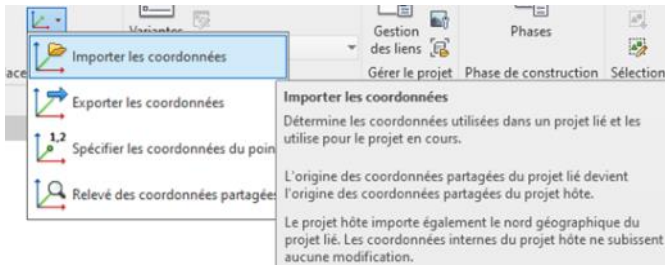 Variantes
Gestion
des liens
Phases
Gérer le projet
Phase de construction
Sélection
Importer les coordonnées
Exporter les coordonnées
1,2
Spécifier les coordonnées du poin
Relevé des coordonnées partagées
Importer les coordonnées
Détermine les coordonnées utilisées dans un projet lié et les
utilise pour le projet en cours.
L'origine des coordonnées partagées du projet lié devient
l'origine des coordonnées partagées du projet hôte.
Le projet hôte importe également le nord géographique du
projet lié. Les coordonnées internes du projet hôte ne subissent
aucune modification.